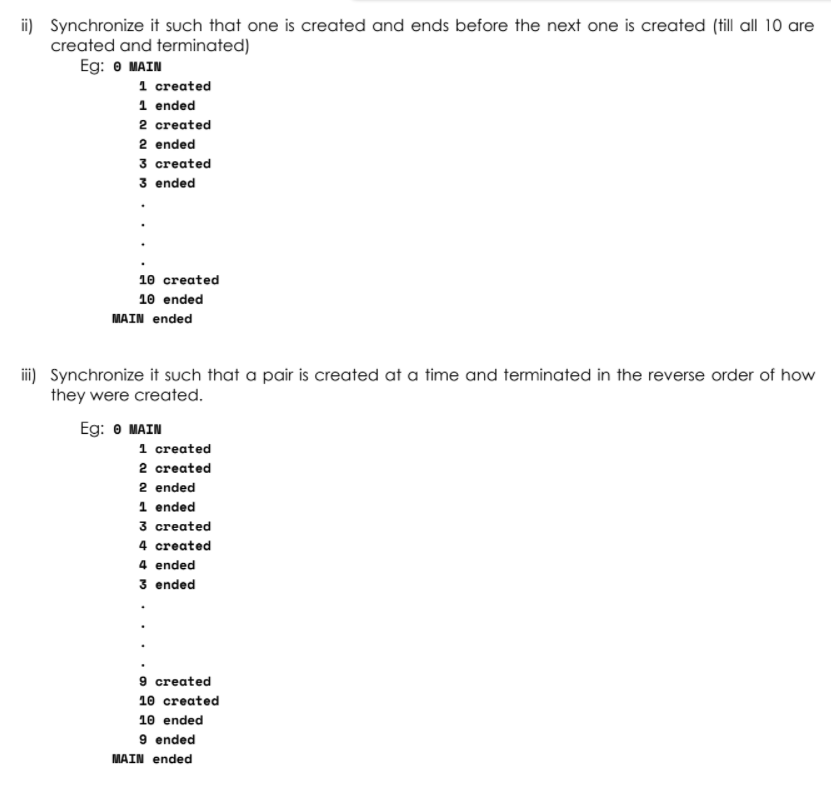 ii) Synchronize it such that one is created and ends before the next one is created (till all 10 are
created and terminated)
Eg: 0 MAIN
1 created
1 ended
2 created
2 ended
3 created
3 ended
.
.
.
.
10 created
10 ended
MAIN ended
iii) Synchronize it such that a pair is created at a time and terminated in the reverse order of how
they were created.
Eg: 0 MAIN
1 created
2 created
2 ended
1 ended
3 created
4 created
4 ended
3 ended
.
.
.
.
9 created
10 created
10 ended
9 ended
MAIN ended